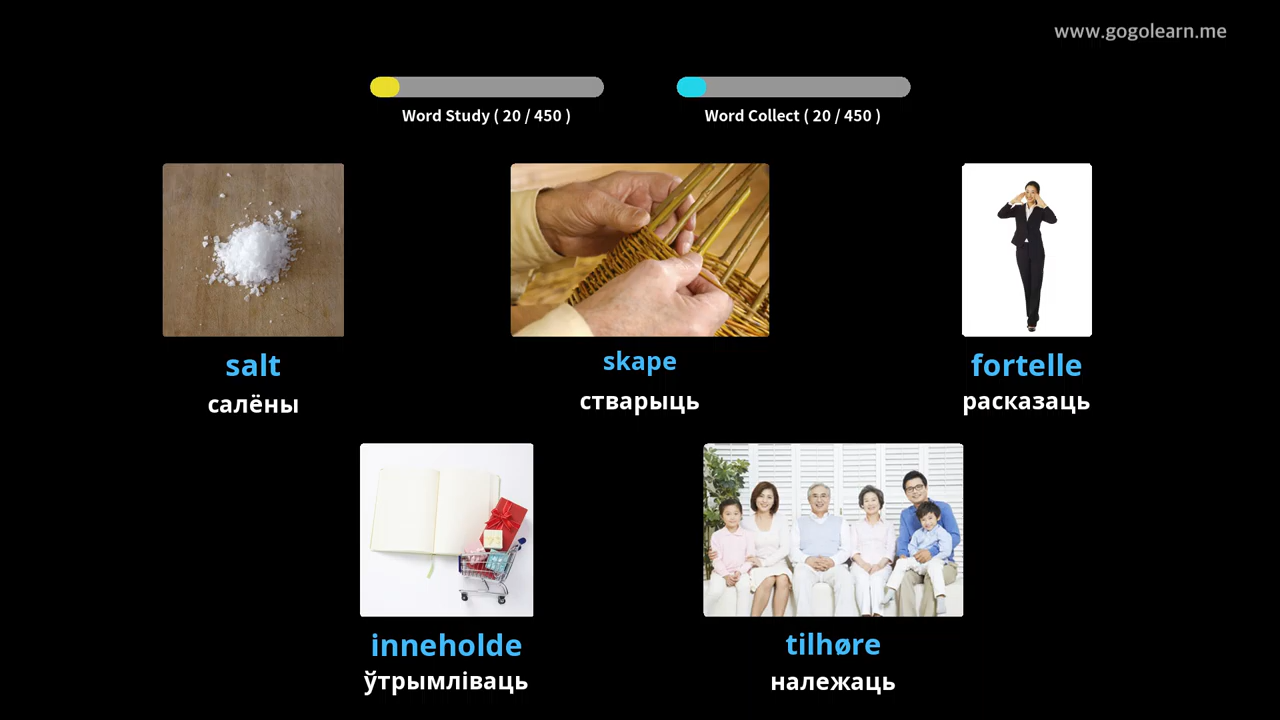 www.gogolearn.me
Word Study ( 20 / 450 )
Word Collect ( 20 / 450 )
salt
салёны
skape
стварыць
fortelle
расказаць
inneholde
ўтрымліваць
tilhøre
належаць